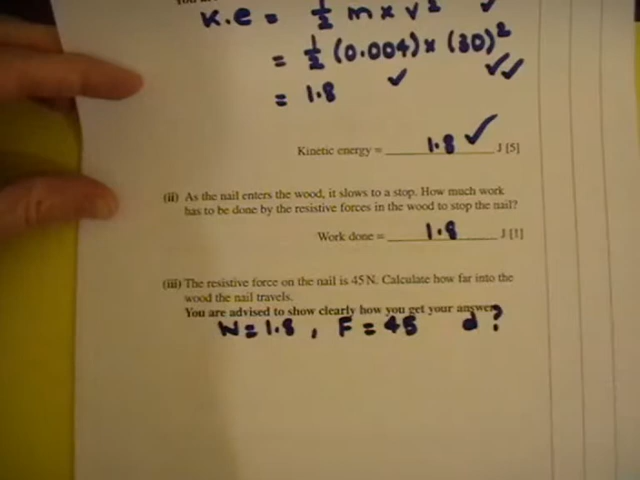 K.e = 1/2 m x v²
= 1/2 (0.004) x (30)²
= 1.8
Kinetic energy = 1.8 J [5]
(ii) As the nail enters the wood, it slows to a stop. How much work
has to be done by the resistive forces in the wood to stop the nail?
Work done = 1.8 J [1]
(iii) The resistive force on the nail is 45 N. Calculate how far into the
wood the nail travels.
You are advised to show clearly how you get your answer.
W = 1.8 , F = 45 d ?